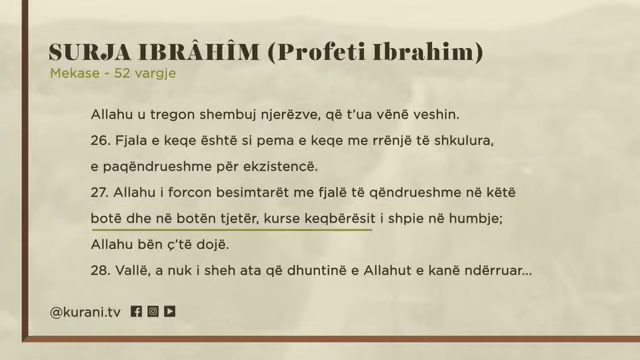 SURJA IBRÂHÎM (Profeti Ibrahim)
Mekase - 52 vargje
Allahu u tregon shembuj njerëzve, që t'ua vënë veshin.
26. Fjala e keqe është si pema e keqe me rrënjë të shkulura,
e paqëndrueshme për ekzistencë.
27. Allahu i forcon besimtarët me fjalë të qëndrueshme në këtë
botë dhe në botën tjetër, kurse keqbërësit i shpie në humbje;
Allahu bën ç'të dojë.
28. Vallë, a nuk i sheh ata që dhuntinë e Allahut e kanë ndërruar...
@kurani.tv